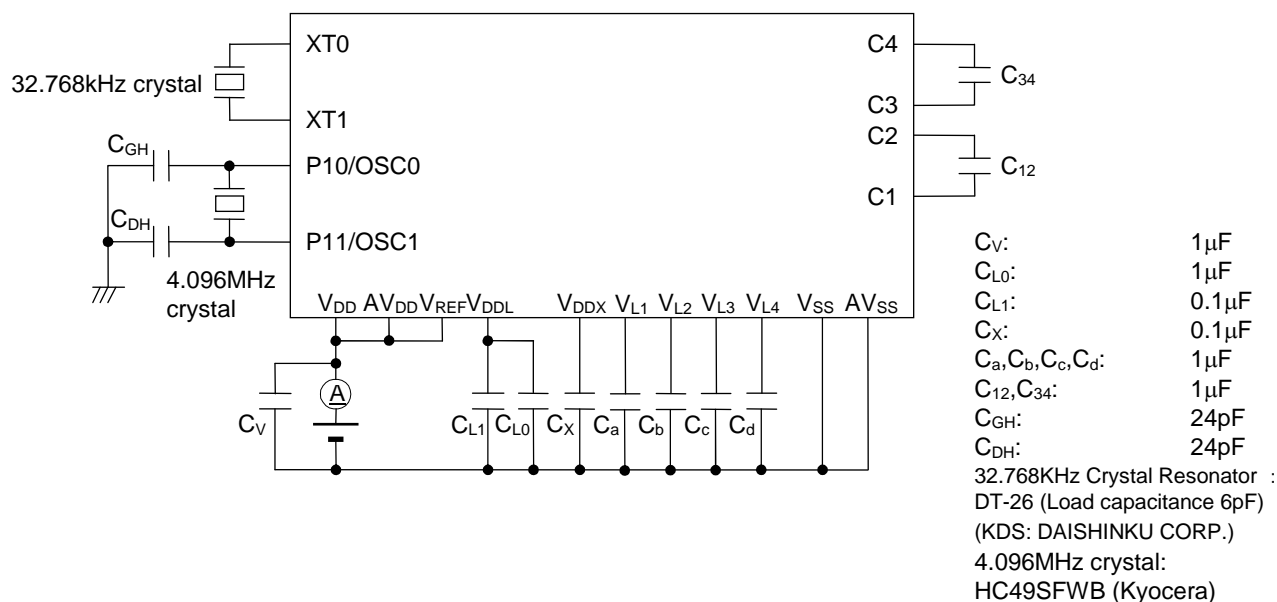 XT0
C4
32.768kHz crystal
C34
XT1
C3
CGH
C2
P10/OSC0
C12
C1
CDH
P11/OSC1
4.096MHz
crystal
VDD AVDD VREF VDDL VDDX VL1 VL2 VL3 VL4 VSS AVSS
A
CV CL1 CL0 CX Ca Cb Cc Cd
CV: 1μF
CL0: 1μF
CL1: 0.1μF
CX: 0.1μF
Ca,Cb,Cc,Cd: 1μF
C12,C34: 1μF
CGH: 24pF
CDH: 24pF
32.768KHz Crystal Resonator :
DT-26 (Load capacitance 6pF)
(KDS: DAISHINKU CORP.)
4.096MHz crystal:
HC49SFWB (Kyocera)